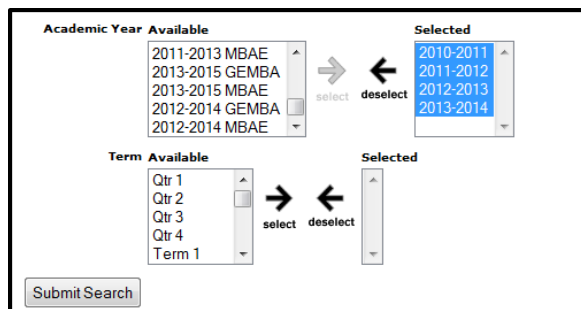 Academic Year Available Selected
2011-2013 MBAE
2013-2015 GEMBA
2013-2015 MBAE
2012-2014 GEMBA
2012-2014 MBAE
select
deselect
2010-2011
2011-2012
2012-2013
2013-2014
Term Available Selected
Qtr 1
Qtr 2
Qtr 3
Qtr 4
Term 1
select
deselect
Submit Search